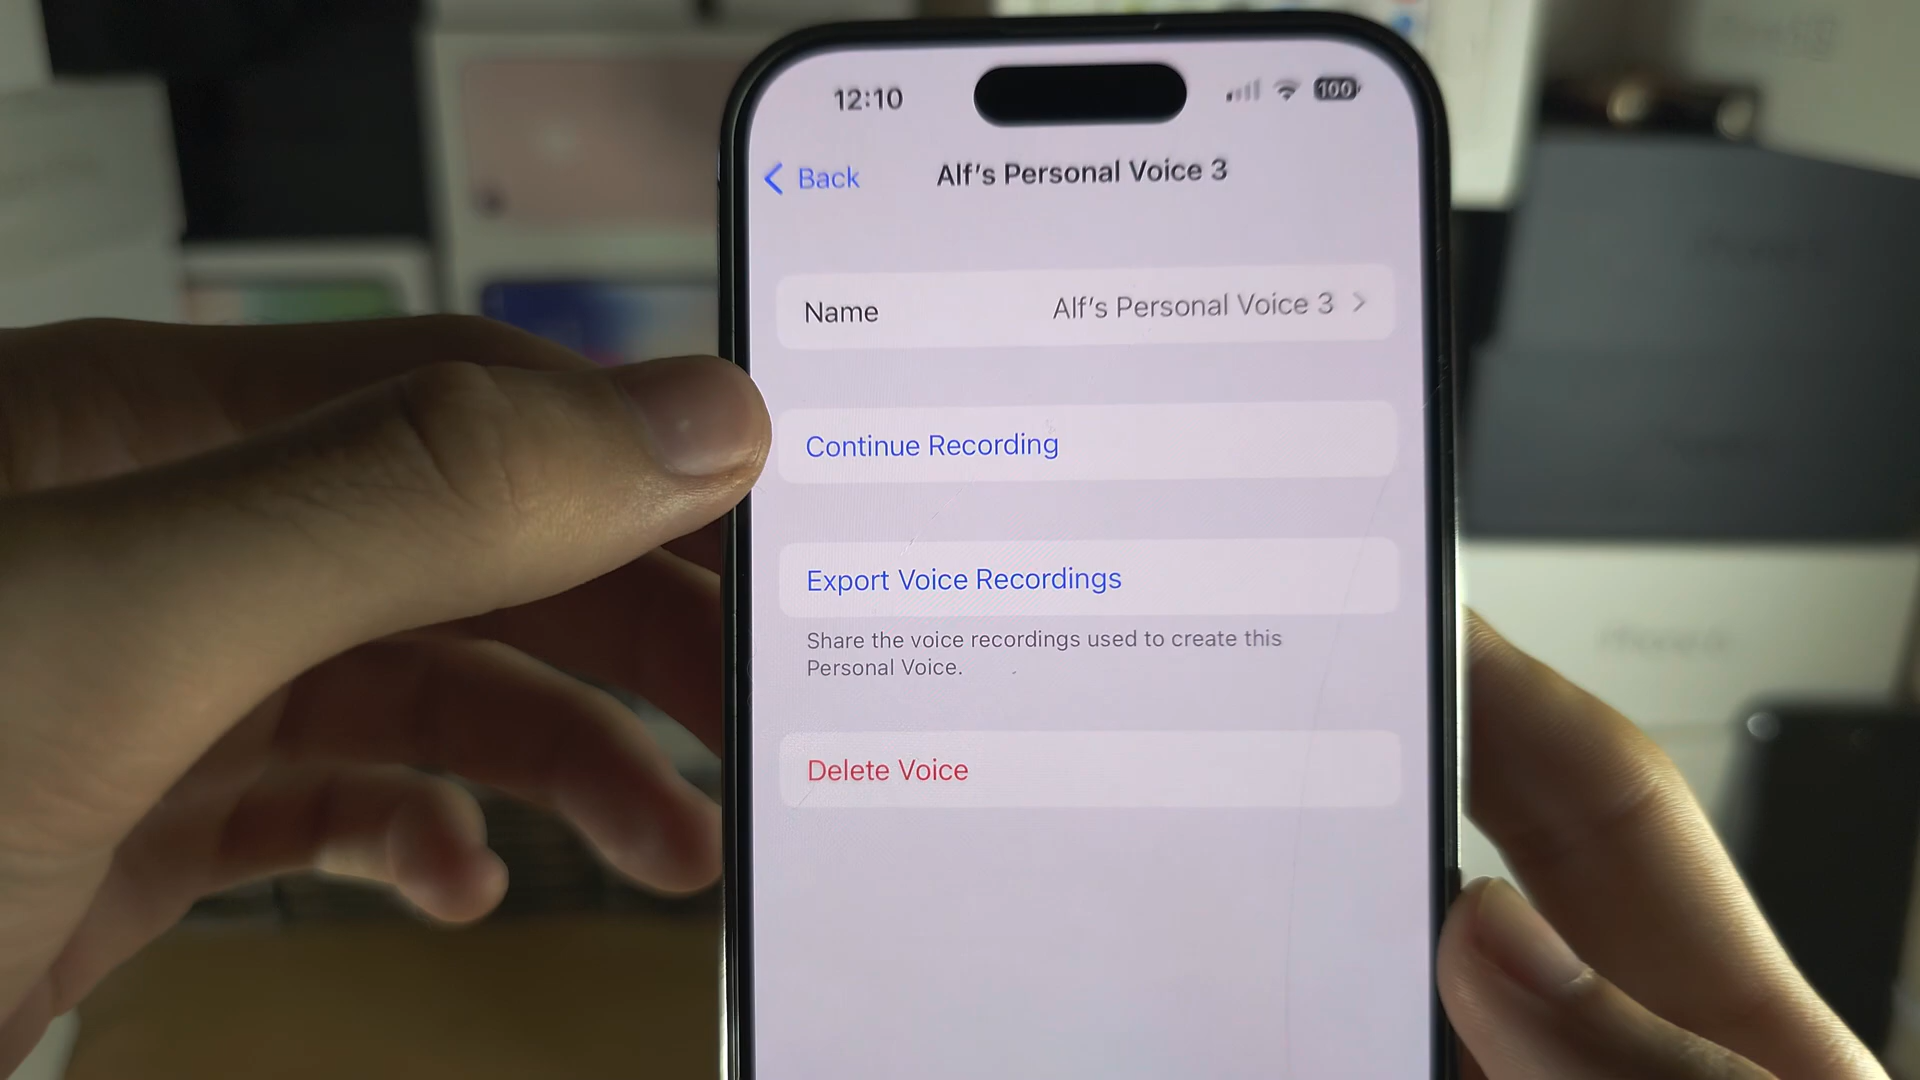 12:10
100
Back
Alf's Personal Voice 3
Name
Alf's Personal Voice 3
Continue Recording
Export Voice Recordings
Share the voice recordings used to create this
Personal Voice.
Delete Voice